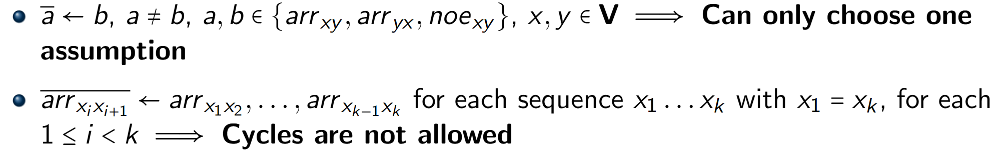 • $\overline{a} \leftarrow b$, $a \neq b$, $a, b \in \{arr_{xy}, arr_{yx}, noe_{xy}\}$, $x, y \in \mathbf{V}$ $\Longrightarrow$ Can only choose one
assumption
• $\overline{arr_{x_i x_{i+1}}} \leftarrow arr_{x_1 x_2}, \ldots, arr_{x_{k-1} x_k}$ for each sequence $x_1 \ldots x_k$ with $x_1 = x_k$, for each
$1 \leq i < k$ $\Longrightarrow$ Cycles are not allowed